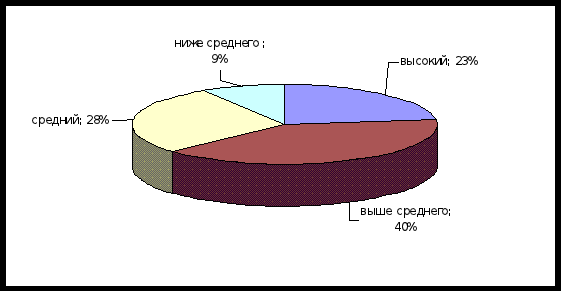 ниже среднего ;
9%
высокий; 23%
средний; 28%
выше среднего;
40%